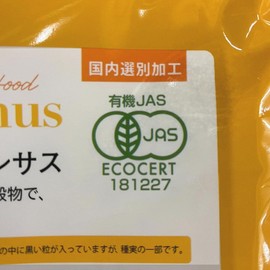 food
国内選別加工
nus
有機JAS
JAS
ンサス
ECOCERT
穀物で、
181227
の中に黒い粒が入っていますが、種実の一部です。